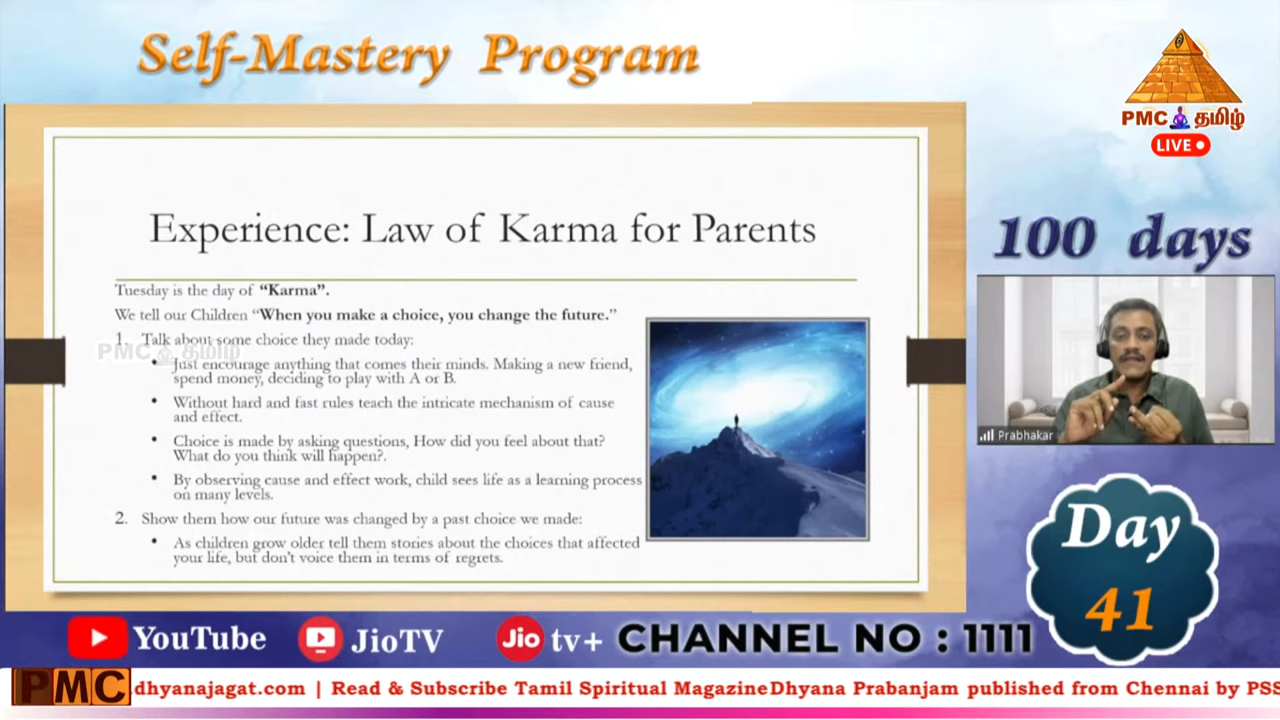 Self-Mastery Program
PMC தமிழ்
LIVE
Experience: Law of Karma for Parents
Tuesday is the day of “Karma”.
We tell our Children “When you make a choice, you change the future.”
1. Talk about some choice they made today:
PMC தமிழ்
• Just encourage anything that comes their minds. Making a new friend,
spend money, deciding to play with A or B.
• Without hard and fast rules teach the intricate mechanism of cause
and effect.
• Choice is made by asking questions, How did you feel about that?
What do you think will happen?.
• By observing cause and effect work, child sees life as a learning process
on many levels.
2. Show them how our future was changed by a past choice we made:
• As children grow older tell them stories about the choices that affected
your life, but don’t voice them in terms of regrets.
100 days
Prabhakar
Day
41
YouTube JioTV Jio tv+ CHANNEL NO : 1111
PMC dhyanajagat.com | Read & Subscribe Tamil Spiritual Magazine Dhyana Prabanjam published from Chennai by PSS